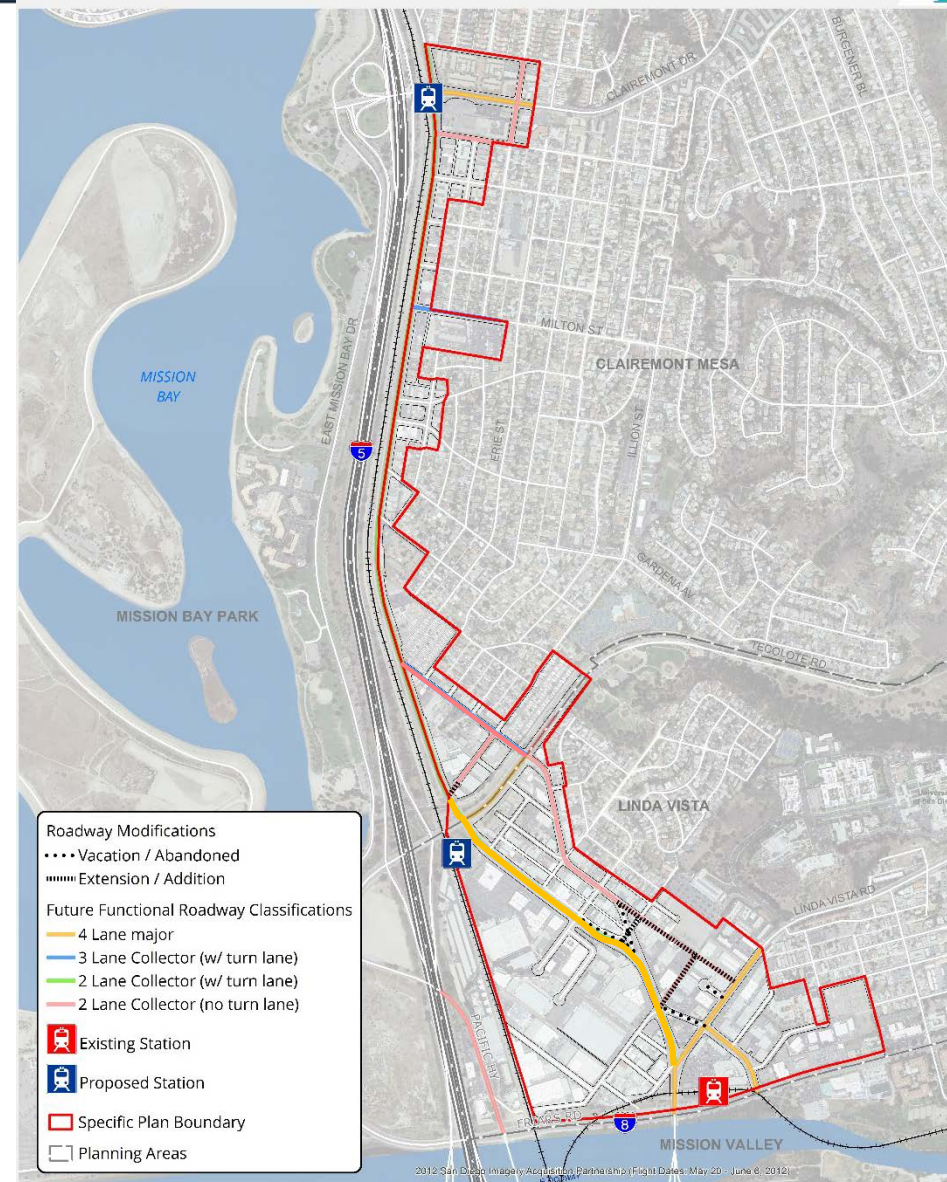 BURGENER BL
CLAIREMONT DR
EAST MISSION BAY DR
MILTON ST
CLAIREMONT MESA
MISSION
BAY
ERIE ST
ILLION ST
5
GARDENA AV
MISSION BAY PARK
TECOLOTE RD
LINDA VISTA
LINDA VISTA RD
Roadway Modifications
Vacation / Abandoned
Extension / Addition
Future Functional Roadway Classifications
4 Lane major
3 Lane Collector (w/ turn lane)
2 Lane Collector (w/ turn lane)
2 Lane Collector (no turn lane)
Existing Station
Proposed Station
Specific Plan Boundary
Planning Areas
PACIFIC HY
FRIARS RD
8
MISSION VALLEY
2012 San Diego Imagery Acquisition Partnership (Flight Dates: May 20 - June 6, 2012)